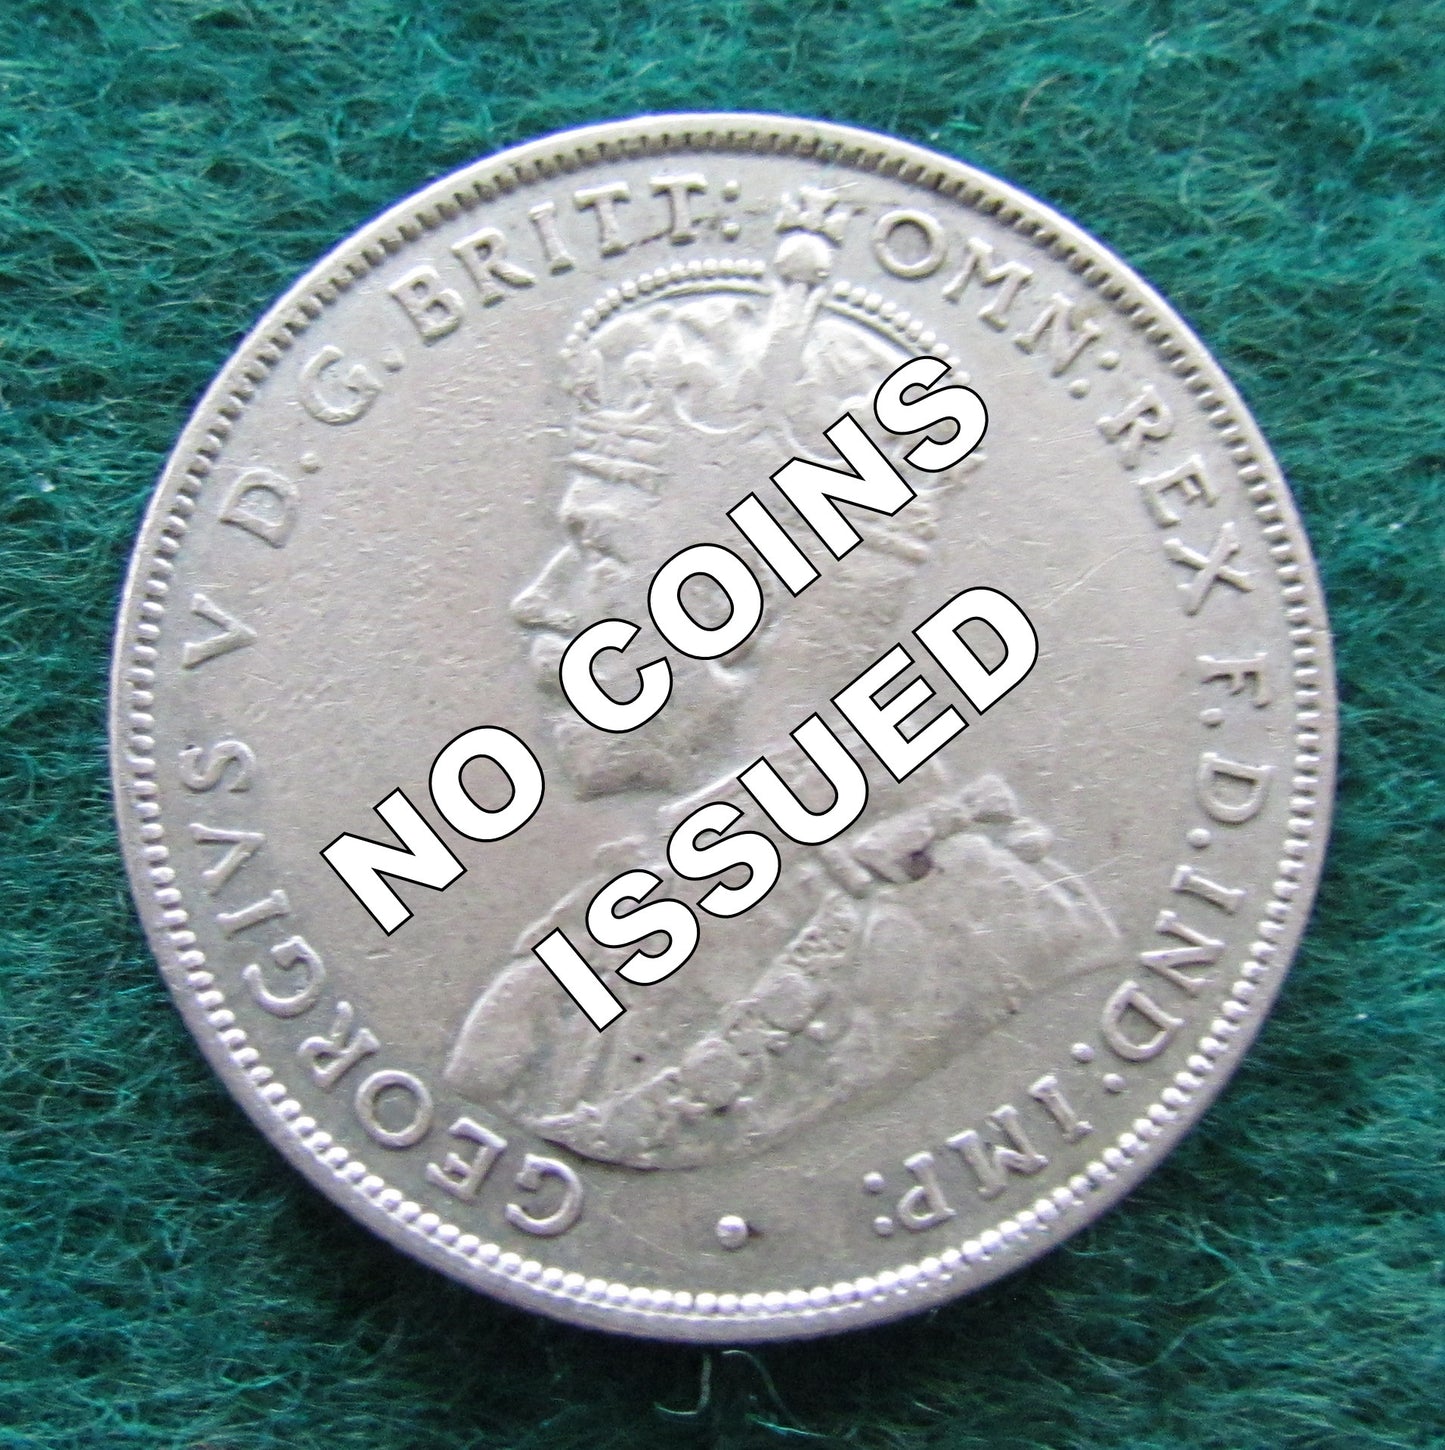 GEORGIVS V D.G.BRITT: OMN:REX F.D.IND:IMP:
NO COINS
ISSUED